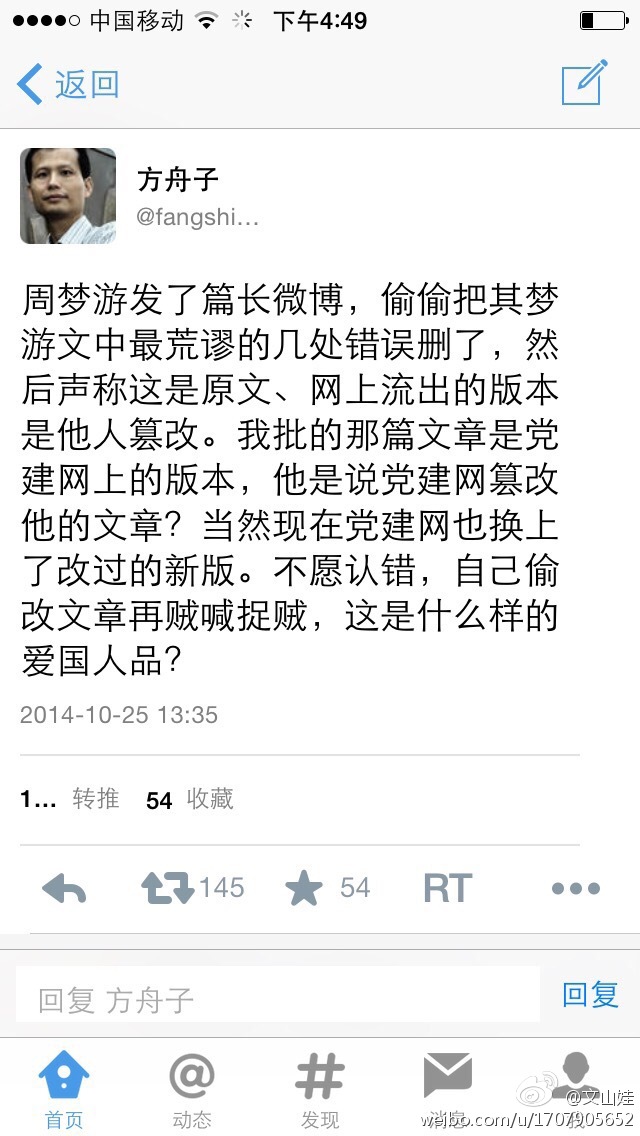 中国移动 下午4:49
返回
方舟子
@fangshi...
周梦游发了篇长微博，偷偷把其梦
游文中最荒谬的几处错误删了，然
后声称这是原文、网上流出的版本
是他人篡改。我批的那篇文章是党
建网上的版本，他是说党建网篡改
他的文章？当然现在党建网也换上
了改过的新版。不愿认错，自己偷
改文章再贼喊捉贼，这是什么样的
爱国人品？
2014-10-25 13:35
1... 转推 54 收藏
145 54 RT
回复 方舟子 回复
@文山娃
首页 动态 发现 消息 我
weibo.com/u/1707905652